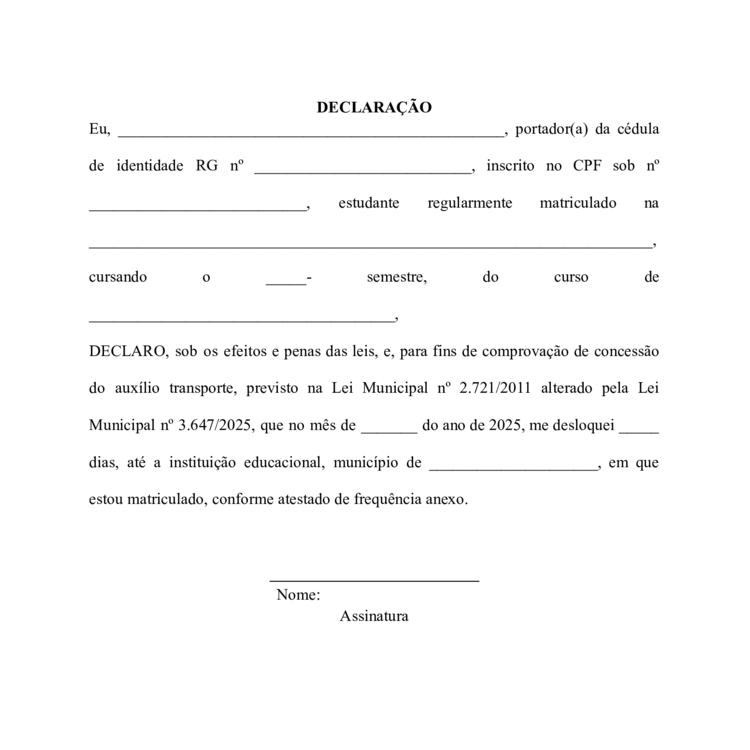 DECLARAÇÃO
Eu, ________________________________________________, portador(a) da cédula
de identidade RG nº ___________________________, inscrito no CPF sob nº
___________________________, estudante regularmente matriculado na
______________________________________________________________________,
cursando o _____- semestre, do curso de
______________________________________,
DECLARO, sob os efeitos e penas das leis, e, para fins de comprovação de concessão
do auxílio transporte, previsto na Lei Municipal nº 2.721/2011 alterado pela Lei
Municipal nº 3.647/2025, que no mês de _______ do ano de 2025, me desloquei _____
dias, até a instituição educacional, município de _____________________, em que
estou matriculado, conforme atestado de frequência anexo.
__________________________
Nome:
Assinatura